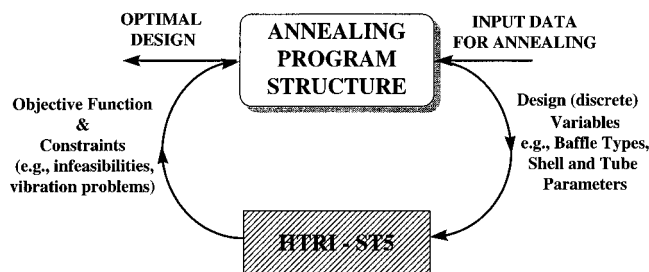 OPTIMAL
DESIGN
ANNEALING
PROGRAM
STRUCTURE
INPUT DATA
FOR ANNEALING
Objective Function
&
Constraints
(e.g., infeasibilities,
vibration problems)
Design (discrete)
Variables
e.g., Baffle Types,
Shell and Tube
Parameters
HTRI - ST5